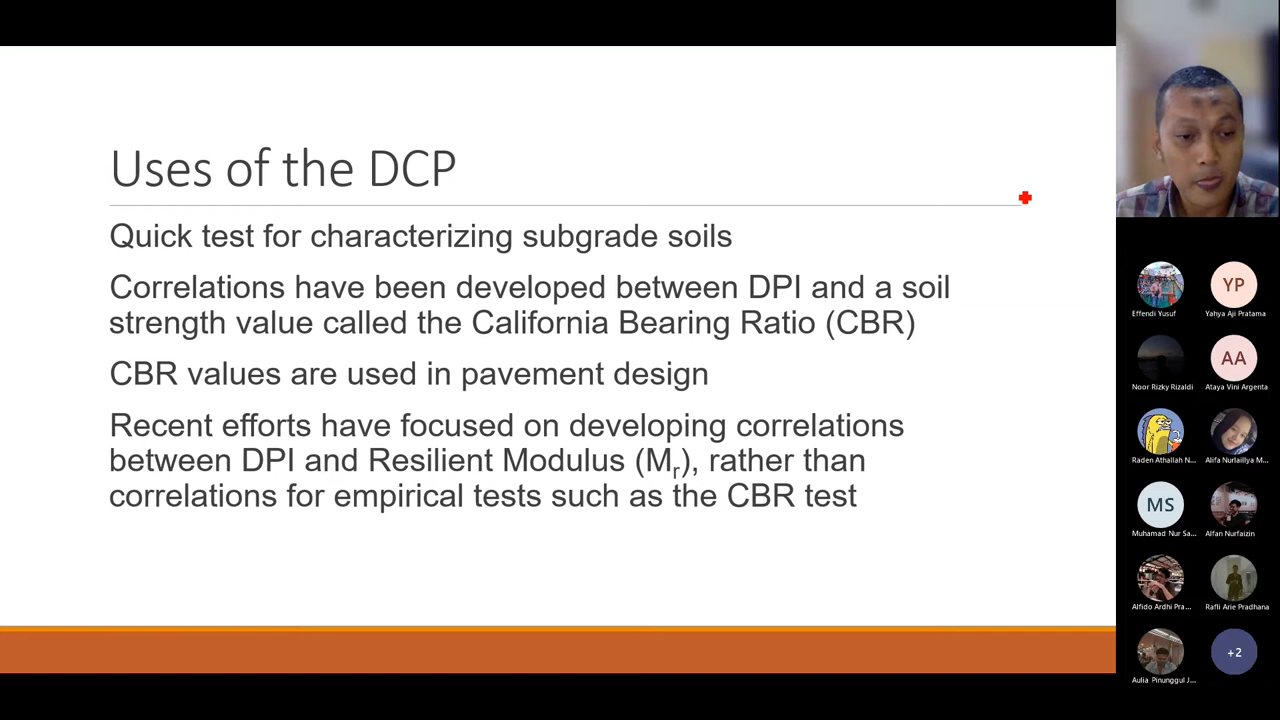 Uses of the DCP
Quick test for characterizing subgrade soils
Correlations have been developed between DPI and a soil
strength value called the California Bearing Ratio (CBR)
CBR values are used in pavement design
Recent efforts have focused on developing correlations
between DPI and Resilient Modulus (Mr), rather than
correlations for empirical tests such as the CBR test
YP
Effendi Yusuf
Yahya Aji Pratama
AA
Noor Rizky Rizaldi
Ataya Vini Argenta
Raden Athallah N...
Alifa Nurlaillya M...
MS
Muhamad Nur Sa...
Alfan Nurfaizin
Alfido Ardhi Pra...
Rafli Arie Pradhana
+2
Aulia Pinunggul J...